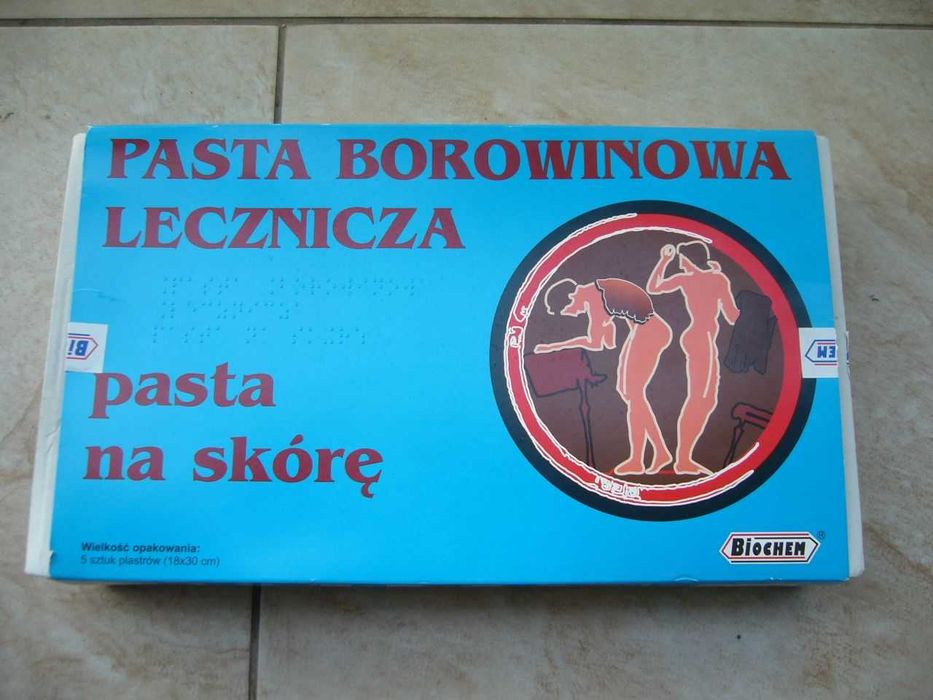 PASTA BOROWINOWA
LECZNICZA
pasta
na skórę
Wielkość opakowania:
5 sztuk plastrów (18x30 cm)
BIOCHEM®